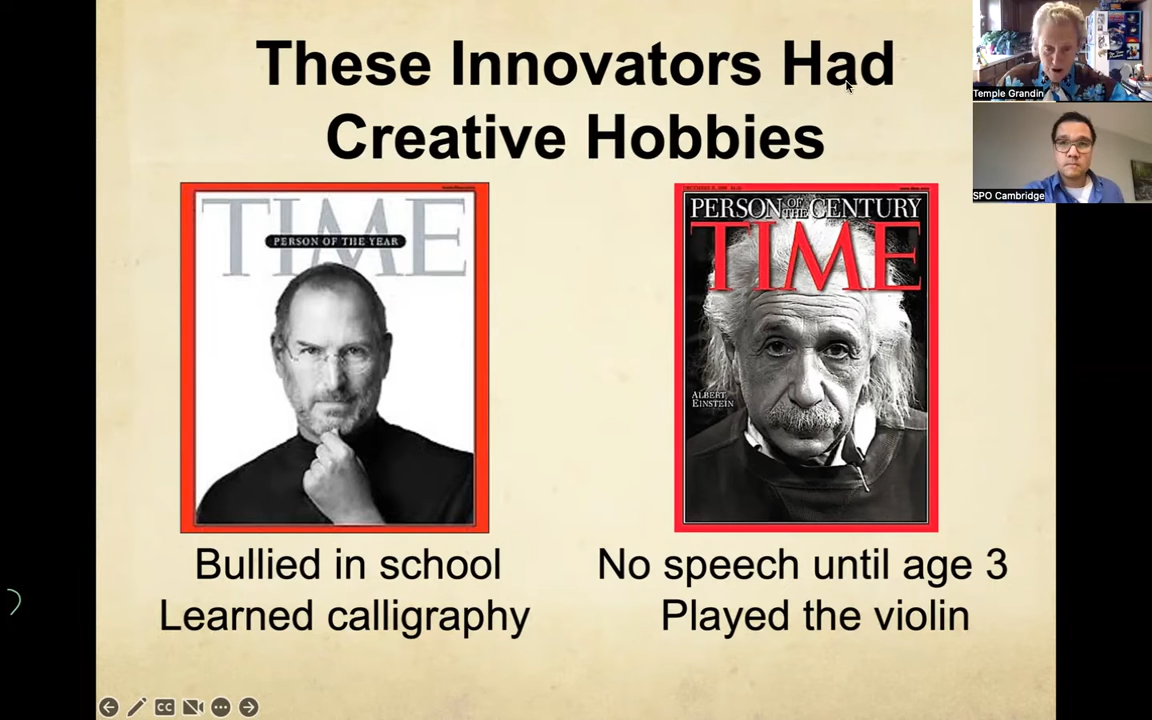 These Innovators Had
Creative Hobbies
TIME
PERSON OF THE YEAR
PERSON OF THE CENTURY
TIME
ALBERT
EINSTEIN
Bullied in school
Learned calligraphy
No speech until age 3
Played the violin
Temple Grandin
SPO Cambridge
CC